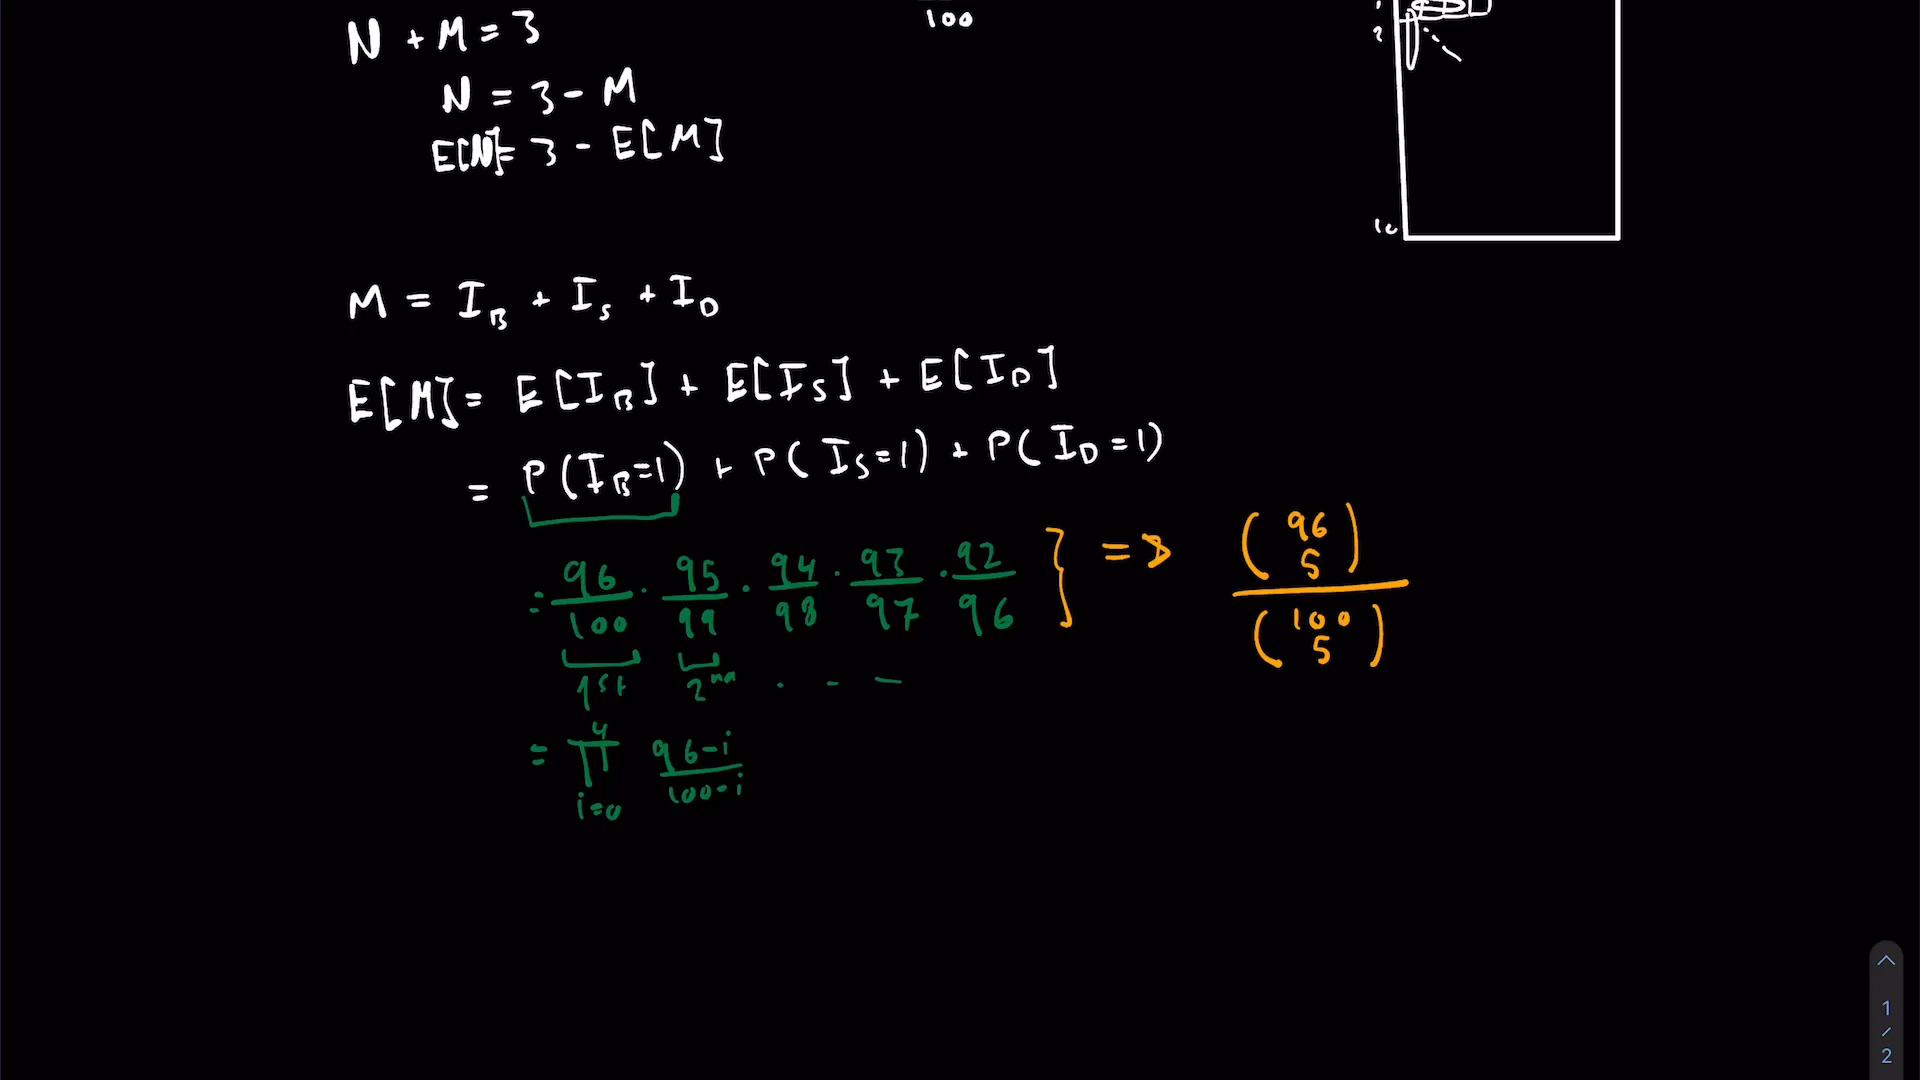 N + M = 3
100
N = 3 - M
E[N] = 3 - E[M]
2
10
M = I_B + I_S + I_D
E[M] = E[I_B] + E[I_S] + E[I_D]
= P(I_B=1) + P(I_S=1) + P(I_D=1)
= 96/100 · 95/99 · 94/98 · 93/97 · 92/96 } => (96 5)/(100 5)
1st 2nd . - —
= ∏_{i=0}^{4} (96-i)/(100-i)
1
/
2